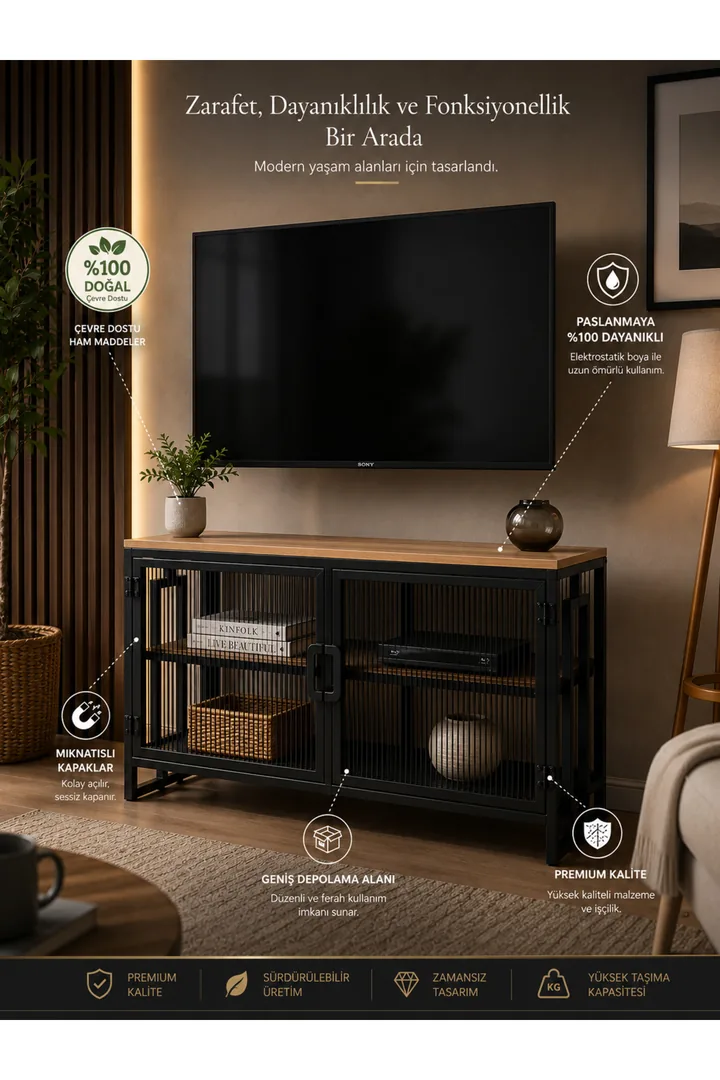 Zarafet, Dayanıklılık ve Fonksiyonellik
Bir Arada
Modern yaşam alanları için tasarlandı.
%100
DOĞAL
Çevre Dostu
ÇEVRE DOSTU
HAM MADDELER
PASLANMAYA
%100 DAYANIKLI
Elektrostatik boya ile
uzun ömürlü kullanım.
SONY
KINFOLK
LIVE BEAUTIFUL
MIKNATISLI
KAPAKLAR
Kolay açılır,
sessiz kapanır.
GENİŞ DEPOLAMA ALANI
Düzenli ve ferah kullanım
imkanı sunar.
PREMIUM KALİTE
Yüksek kaliteli malzeme
ve işçilik.
PREMIUM
KALİTE
SÜRDÜRÜLEBİLİR
ÜRETİM
ZAMANSIZ
TASARIM
KG
YÜKSEK TAŞIMA
KAPASİTESİ